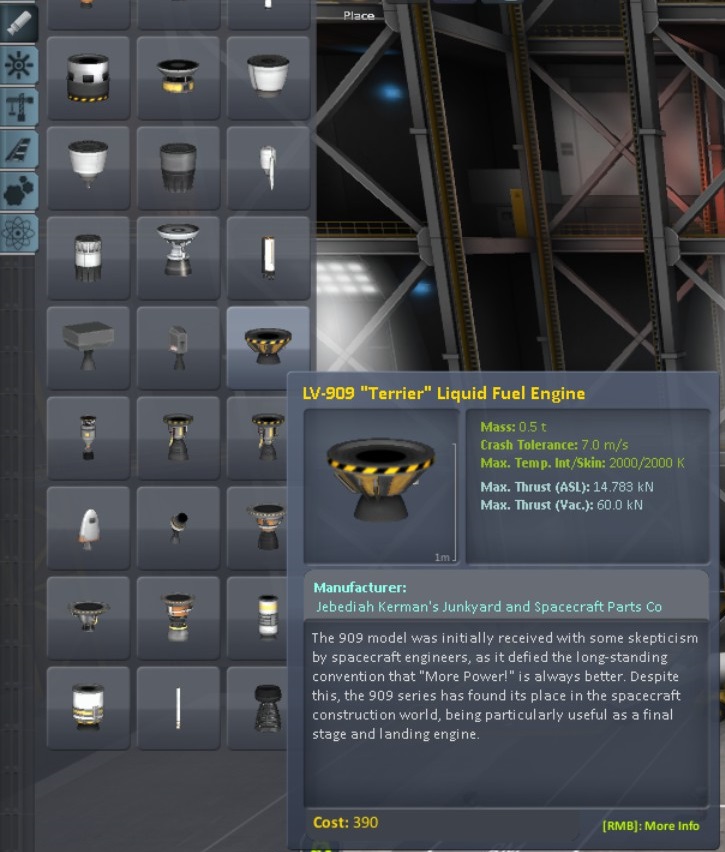 Place
LV-909 "Terrier" Liquid Fuel Engine
Mass: 0.5 t
Crash Tolerance: 7.0 m/s
Max. Temp. Int/Skin: 2000/2000 K
Max. Thrust (ASL): 14.783 kN
Max. Thrust (Vac.): 60.0 kN
1m
Manufacturer:
Jebediah Kerman's Junkyard and Spacecraft Parts Co
The 909 model was initially received with some skepticism
by spacecraft engineers, as it defied the long-standing
convention that "More Power!" is always better. Despite
this, the 909 series has found its place in the spacecraft
construction world, being particularly useful as a final
stage and landing engine.
Cost: 390
[RMB]: More Info